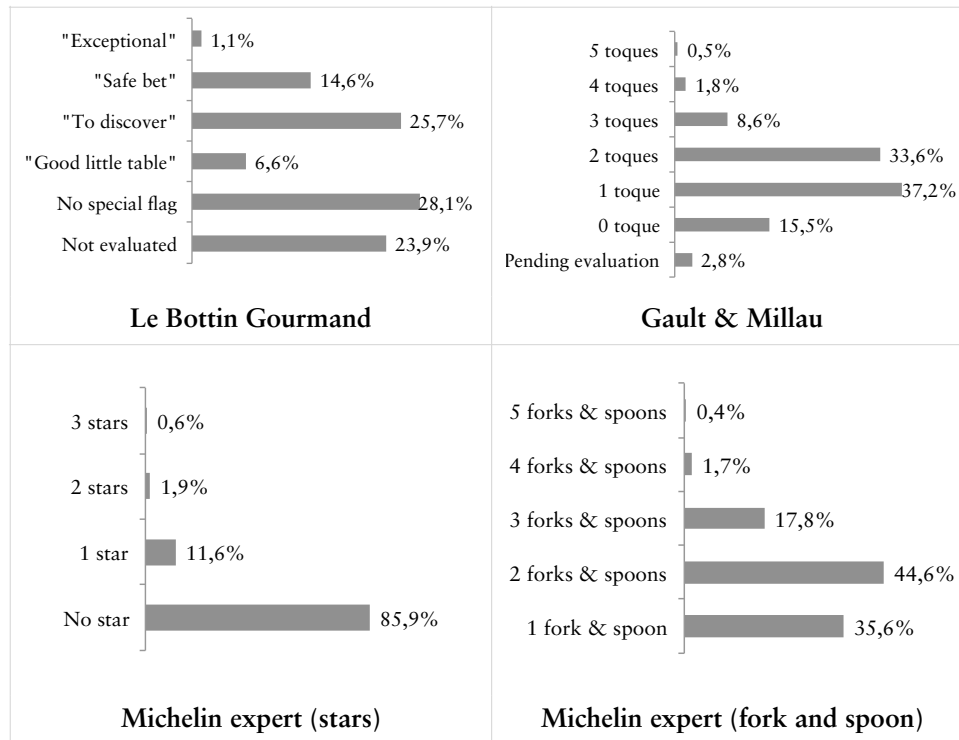 "Exceptional" 1,1%
"Safe bet" 14,6%
"To discover" 25,7%
"Good little table" 6,6%
No special flag 28,1%
Not evaluated 23,9%
Le Bottin Gourmand
5 toques 0,5%
4 toques 1,8%
3 toques 8,6%
2 toques 33,6%
1 toque 37,2%
0 toque 15,5%
Pending evaluation 2,8%
Gault & Millau
3 stars 0,6%
2 stars 1,9%
1 star 11,6%
No star 85,9%
Michelin expert (stars)
5 forks & spoons 0,4%
4 forks & spoons 1,7%
3 forks & spoons 17,8%
2 forks & spoons 44,6%
1 fork & spoon 35,6%
Michelin expert (fork and spoon)